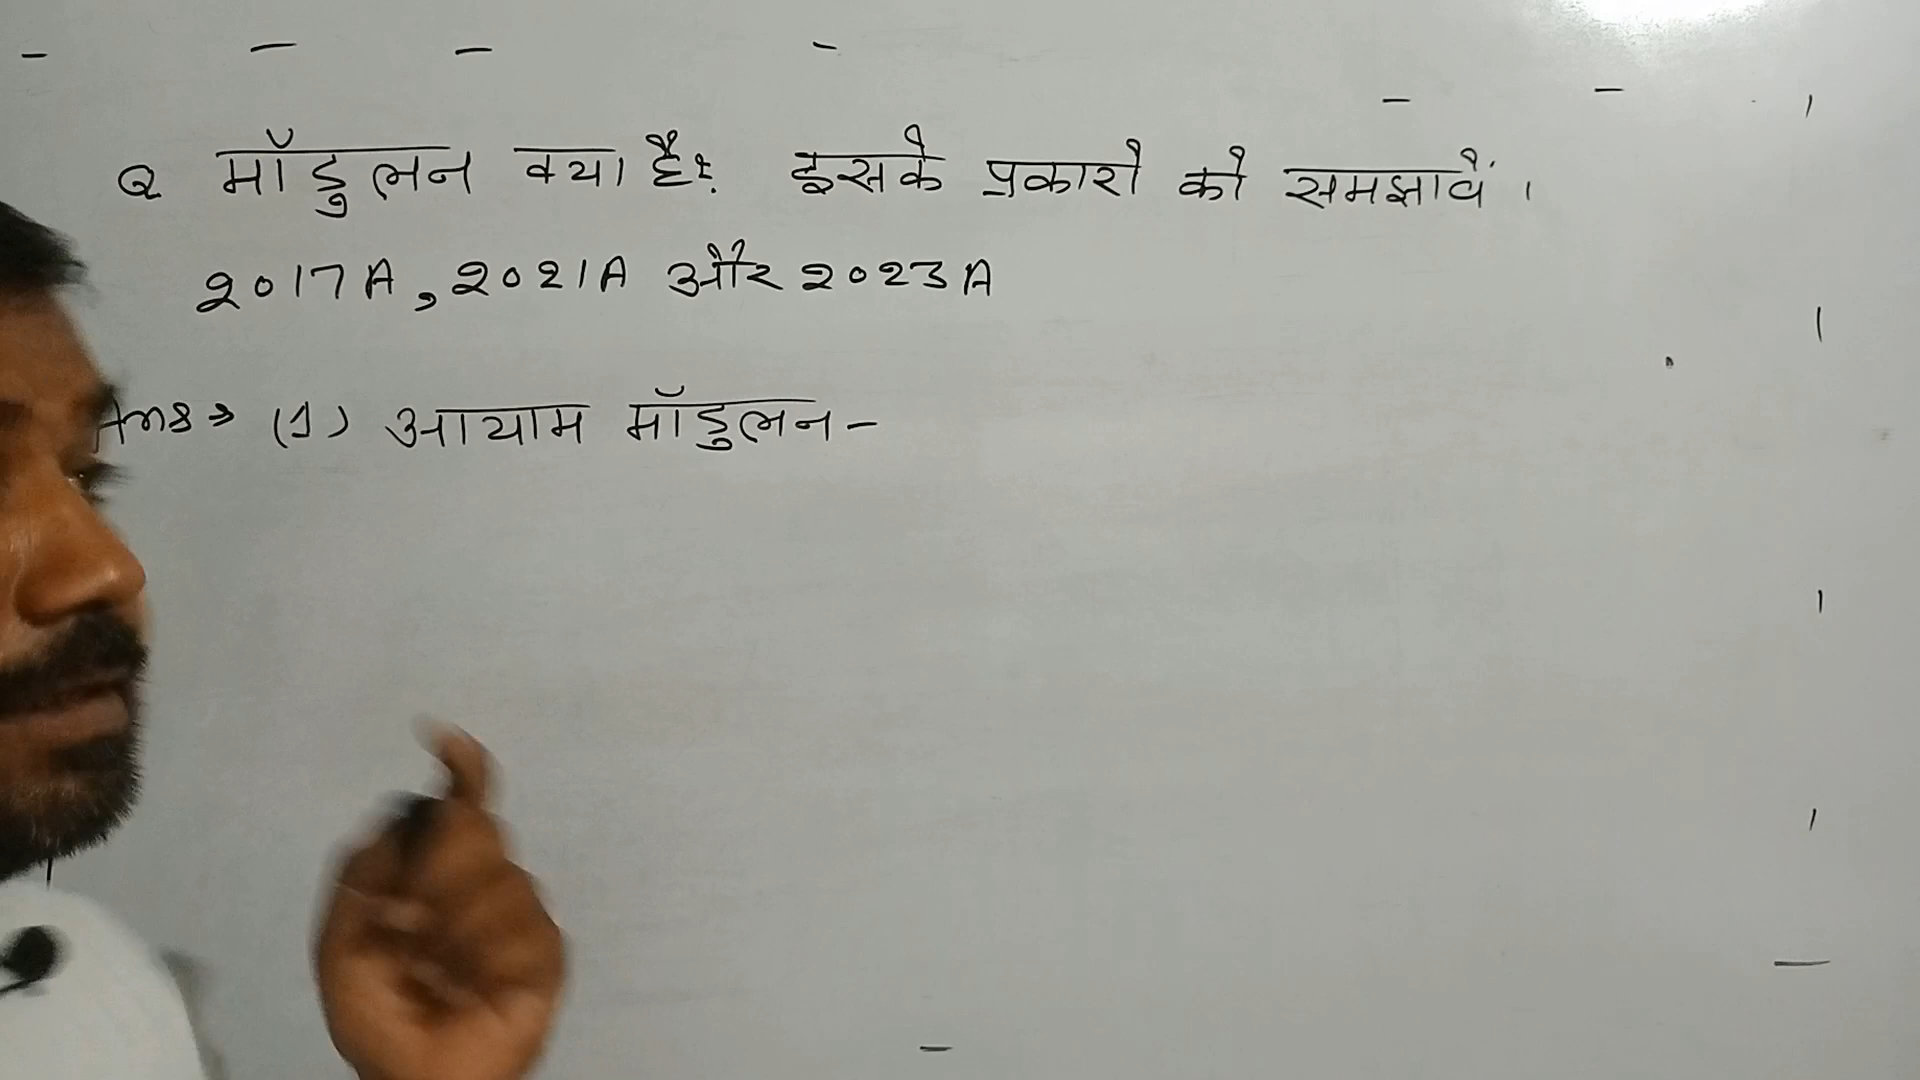 Q मॉडुलन क्या है? इसके प्रकारो को समझावें ।
2017A, 2021A और 2023A
Ans → (1) आयाम मॉडुलन -